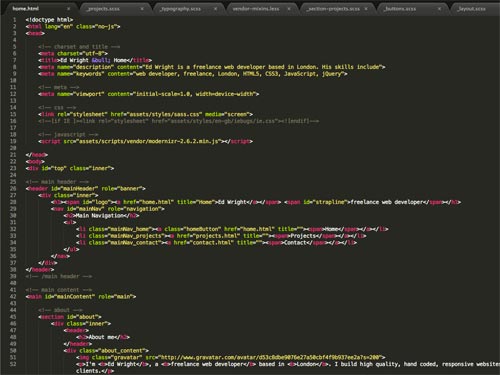 home.html _projects.scss _typography.scss vendor-mixins.less _section-projects.scss _buttons.scss _layout.scss
1 <!doctype html>
2 <html lang="en" class="no-js">
3 <head>
4
5 <!-- charset and title -->
6 <meta charset="utf-8">
7 <title>Ed Wright &bull; Home</title>
8 <meta name="description" content="Ed Wright is a freelance web developer based in London. His skills include">
9 <meta name="keywords" content="web developer, freelance, London, HTML5, CSS3, JavaScript, jQuery">
10
11 <!-- meta -->
12 <meta name="viewport" content="initial-scale=1.0, width=device-width">
13
14 <!-- css -->
15 <link rel="stylesheet" href="assets/styles/sass.css" media="screen">
16 <!--[if IE ]><link rel="stylesheet" href="assets/styles/en-gb/iebugs/ie.css"><![endif]-->
17
18 <!-- javascript -->
19 <script src="assets/scripts/vendor/modernizr-2.6.2.min.js"></script>
20
21 </head>
22 <body>
23 <div id="top" class="inner">
24
25 <!-- main header -->
26 <header id="mainHeader" role="banner">
27 <div class="inner">
28 <h1><span id="logo"><a href="home.html" title="Home">Ed Wright</a></span> <span id="strapline">freelance web developer</span></h1>
29 <nav id="mainNav" role="navigation">
30 <h2>Main Navigation</h2>
31 <ul>
32 <li class="mainNav_home"><a class="homeButton" href="home.html" title=""><span>Home</span></a></li>
33 <li class="mainNav_projects"><a href="projects.html" title=""><span>Projects</span></a></li>
34 <li class="mainNav_contact"><a href="contact.html" title=""><span>Contact</span></a></li>
35 </ul>
36 </nav>
37 </div>
38 </header>
39 <!-- /main header -->
40
41 <!-- main content -->
42 <main id="mainContent" role="main">
43
44 <!-- about -->
45 <section id="about">
46 <div class="inner">
47 <header>
48 <h2>About me</h2>
49 </header>
50 <div class="about_content">
51 <img class="gravatar" src="http://www.gravatar.com/avatar/d53c8dbe9076e27a50cbf4f9b937ee2a?s=200">
52 <p>I'm <b>Ed Wright</b>, a <b>freelance web developer</b> based in <b>London</b>. I build high quality, hand coded, responsive websites
clients.</p>